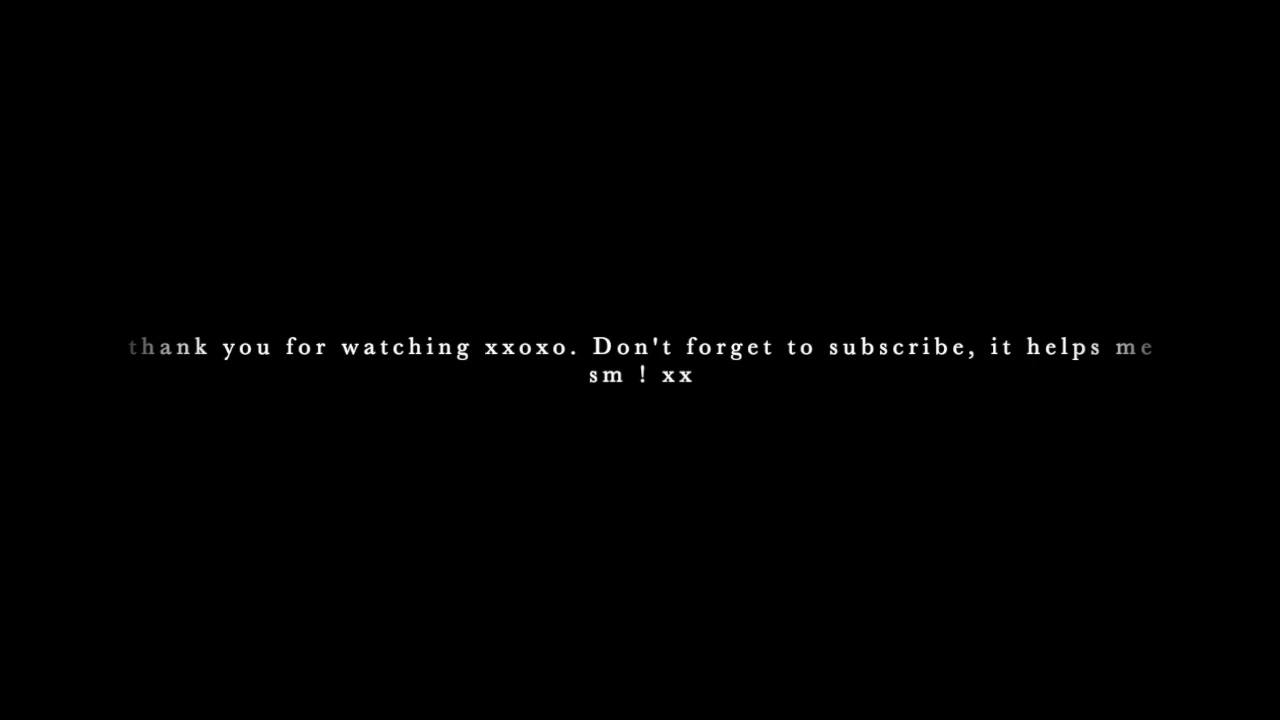 thank you for watching xxoxo. Don't forget to subscribe, it helps me
sm ! xx